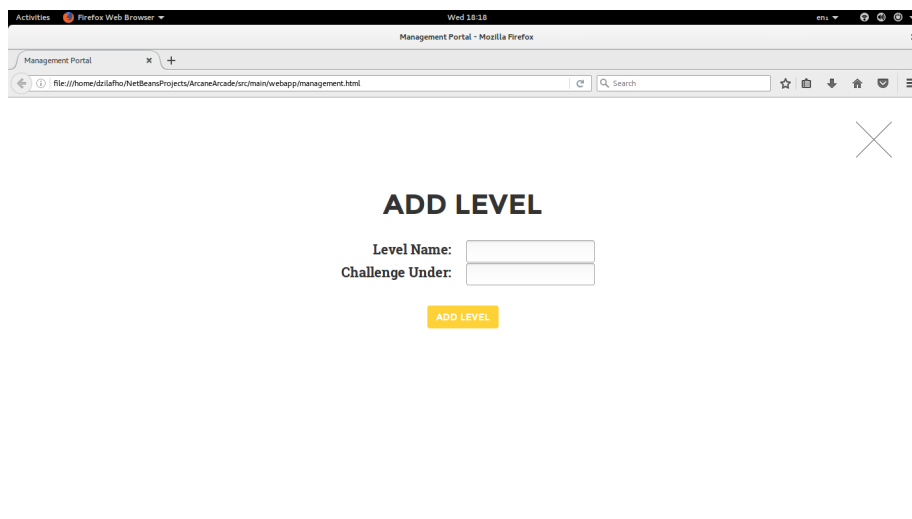 Activities Firefox Web Browser Wed 18:18 en₁
Management Portal - Mozilla Firefox
Management Portal
file:///home/dzilafho/NetBeansProjects/ArcaneArcade/src/main/webapp/management.html Search
ADD LEVEL
Level Name:
Challenge Under:
ADD LEVEL